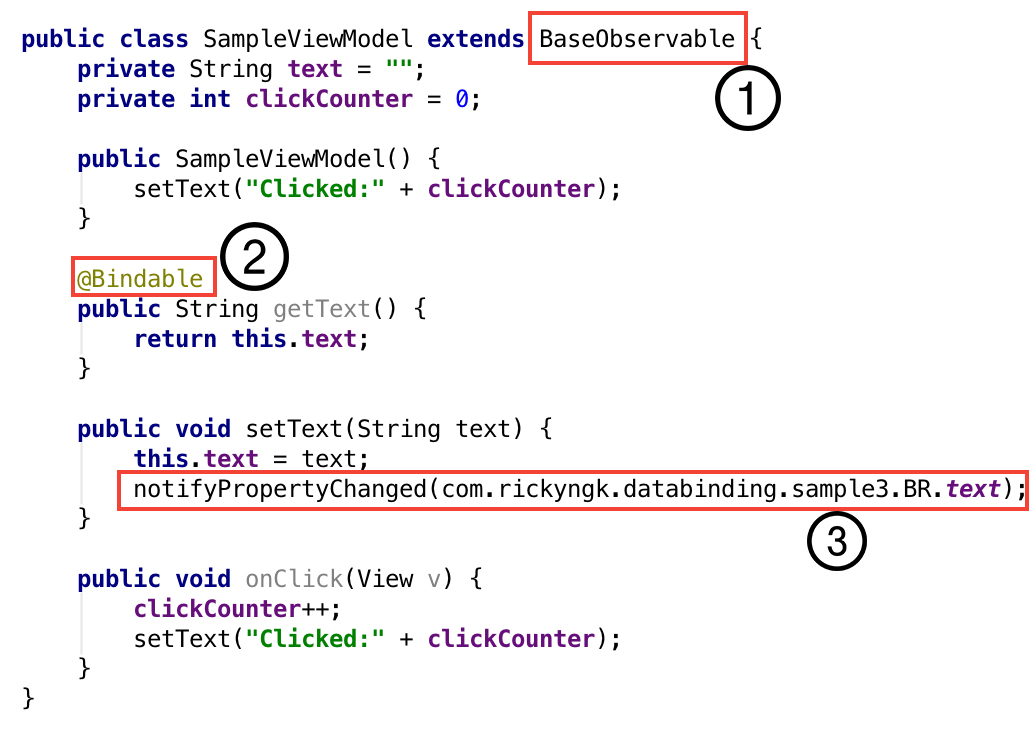 public class SampleViewModel extends BaseObservable {
    private String text = "";
    private int clickCounter = 0;
1
    public SampleViewModel() {
        setText("Clicked:" + clickCounter);
    }
2
    @Bindable
    public String getText() {
        return this.text;
    }
    public void setText(String text) {
        this.text = text;
        notifyPropertyChanged(com.rickyngk.databinding.sample3.BR.text);
    }
3
    public void onClick(View v) {
        clickCounter++;
        setText("Clicked:" + clickCounter);
    }
}